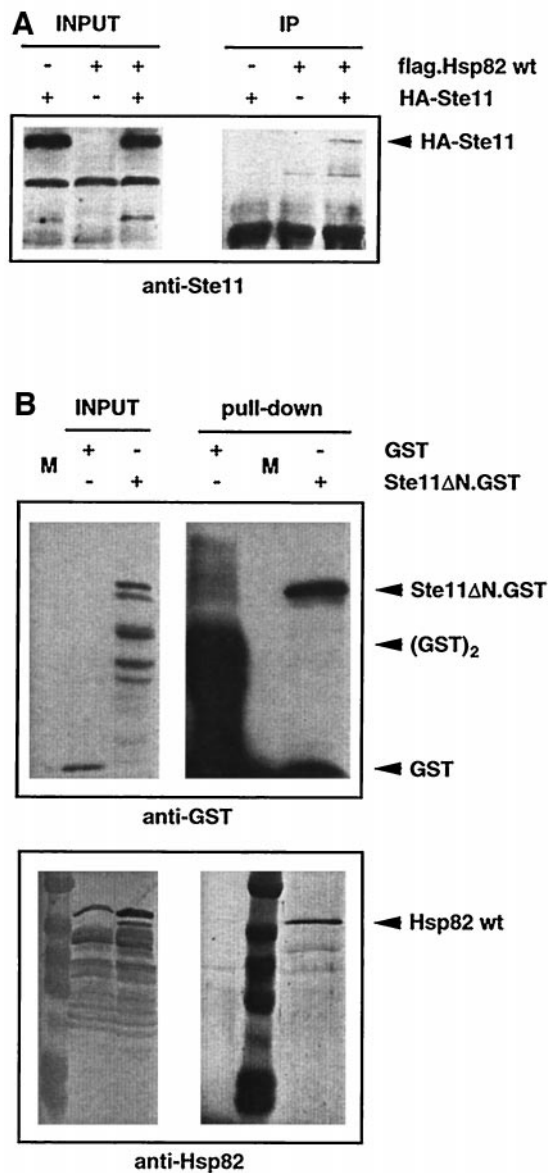 A
INPUT IP
- + + - + + flag.Hsp82 wt
+ - + + - + HA-Ste11
HA-Ste11
anti-Ste11
B
INPUT pull-down
M + - + M - GST
- + - + Ste11ΔN.GST
Ste11ΔN.GST
(GST)₂
GST
anti-GST
Hsp82 wt
anti-Hsp82